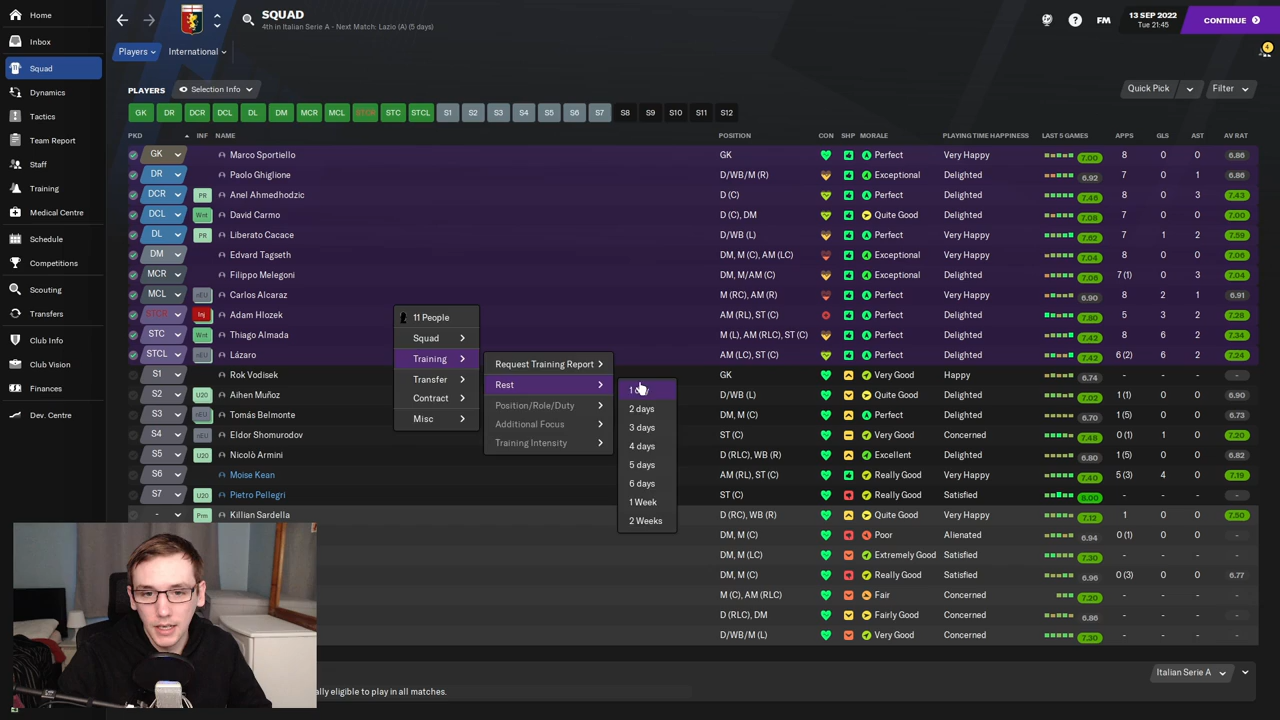 Home
SQUAD
4th in Italian Serie A - Next Match: Lazio (A) (5 days)
FM
13 SEP 2022
Tue 21:45
CONTINUE
Inbox
Players
International
Squad
Dynamics
Tactics
Team Report
Staff
Training
Medical Centre
Schedule
Competitions
Scouting
Transfers
Club Info
Club Vision
Finances
Dev. Centre
PLAYERS Selection Info Quick Pick Filter
GK DR DCR DCL DL DM MCR MCL STCR STC STCL S1 S2 S3 S4 S5 S6 S7 S8 S9 S10 S11 S12
PKD INF NAME POSITION CON SHP MORALE PLAYING TIME HAPPINESS LAST 5 GAMES APPS GLS AST AV RAT
GK Marco Sportiello GK Perfect Very Happy 7.00 8 0 0 6.86
DR Paolo Ghiglione D/WB/M (R) Exceptional Delighted 6.92 7 0 1 6.86
DCR PR Anel Ahmedhodzic D (C) Perfect Delighted 7.46 8 0 3 7.43
DCL Wnt David Carmo D (C), DM Quite Good Delighted 7.08 7 0 0 7.00
DL PR Liberato Cacace D/WB (L) Perfect Very Happy 7.62 7 1 2 7.59
DM Edvard Tagseth DM, M (C), AM (LC) Exceptional Very Happy 7.04 8 0 0 7.06
MCR Filippo Melegoni DM, M/AM (C) Exceptional Delighted 7.06 7 (1) 0 3 7.04
MCL nEU Carlos Alcaraz M (RC), AM (R) Perfect Very Happy 6.90 8 2 1 6.91
STCR Inj Adam Hlozek AM (RL), ST (C) Perfect Delighted 7.80 8 5 2 7.28
STC Wnt Thiago Almada M (L), AM (RLC), ST (C) Perfect Delighted 7.42 8 6 2 7.34
STCL nEU Lázaro AM (LC), ST (C) Perfect Delighted 7.42 6 (2) 6 2 7.24
S1 Rok Vodisek GK Very Good Happy 6.74 - - - -
S2 U20 Aihen Muñoz D/WB (L) Quite Good Delighted 7.02 1 (1) 0 0 6.90
S3 nEU Tomás Belmonte DM, M (C) Perfect Delighted 6.70 1 (5) 0 0 6.73
S4 nEU Eldor Shomurodov ST (C) Very Good Concerned 7.48 0 (1) 1 0 7.20
S5 U20 Nicolò Armini D (RLC), WB (R) Excellent Delighted 6.80 1 (5) 0 0 6.82
S6 Moise Kean AM (RL), ST (C) Really Good Very Happy 7.40 5 (3) 4 0 7.19
S7 U20 Pietro Pellegri ST (C) Really Good Satisfied 8.00 - - - -
- Prm Killian Sardella D (RC), WB (R) Quite Good Very Happy 7.12 1 0 0 7.50
DM, M (C) Poor Alienated 6.94 0 (1) - - -
DM, M (LC) Extremely Good Satisfied 7.30 - - - -
DM, M (C) Really Good Satisfied 6.96 0 (3) - - 6.77
M (C), AM (RLC) Fair Concerned 7.20 - - - -
D (RLC), DM Fairly Good Concerned 6.86 - - - -
D/WB/M (L) Very Good Concerned 7.30 - - - -
11 People
Squad
Training
Transfer
Contract
Misc
Request Training Report
Rest
Position/Role/Duty
Additional Focus
Training Intensity
2 days
3 days
4 days
5 days
6 days
1 Week
2 Weeks
Italian Serie A
eligible to play in all matches.